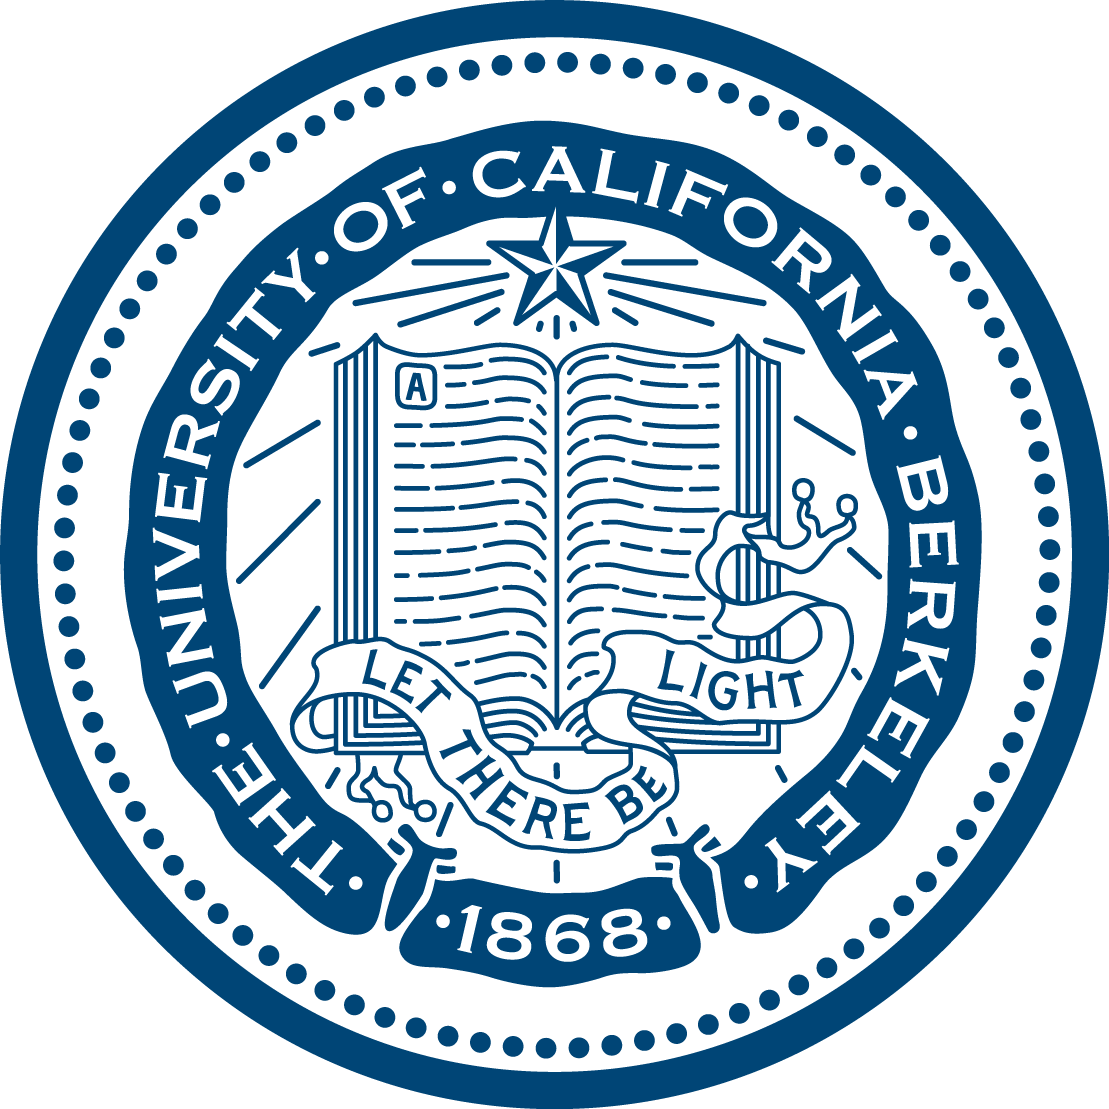 THE · UNIVERSITY · OF · CALIFORNIA · BERKELEY
A
LET THERE BE LIGHT
· 1868 ·